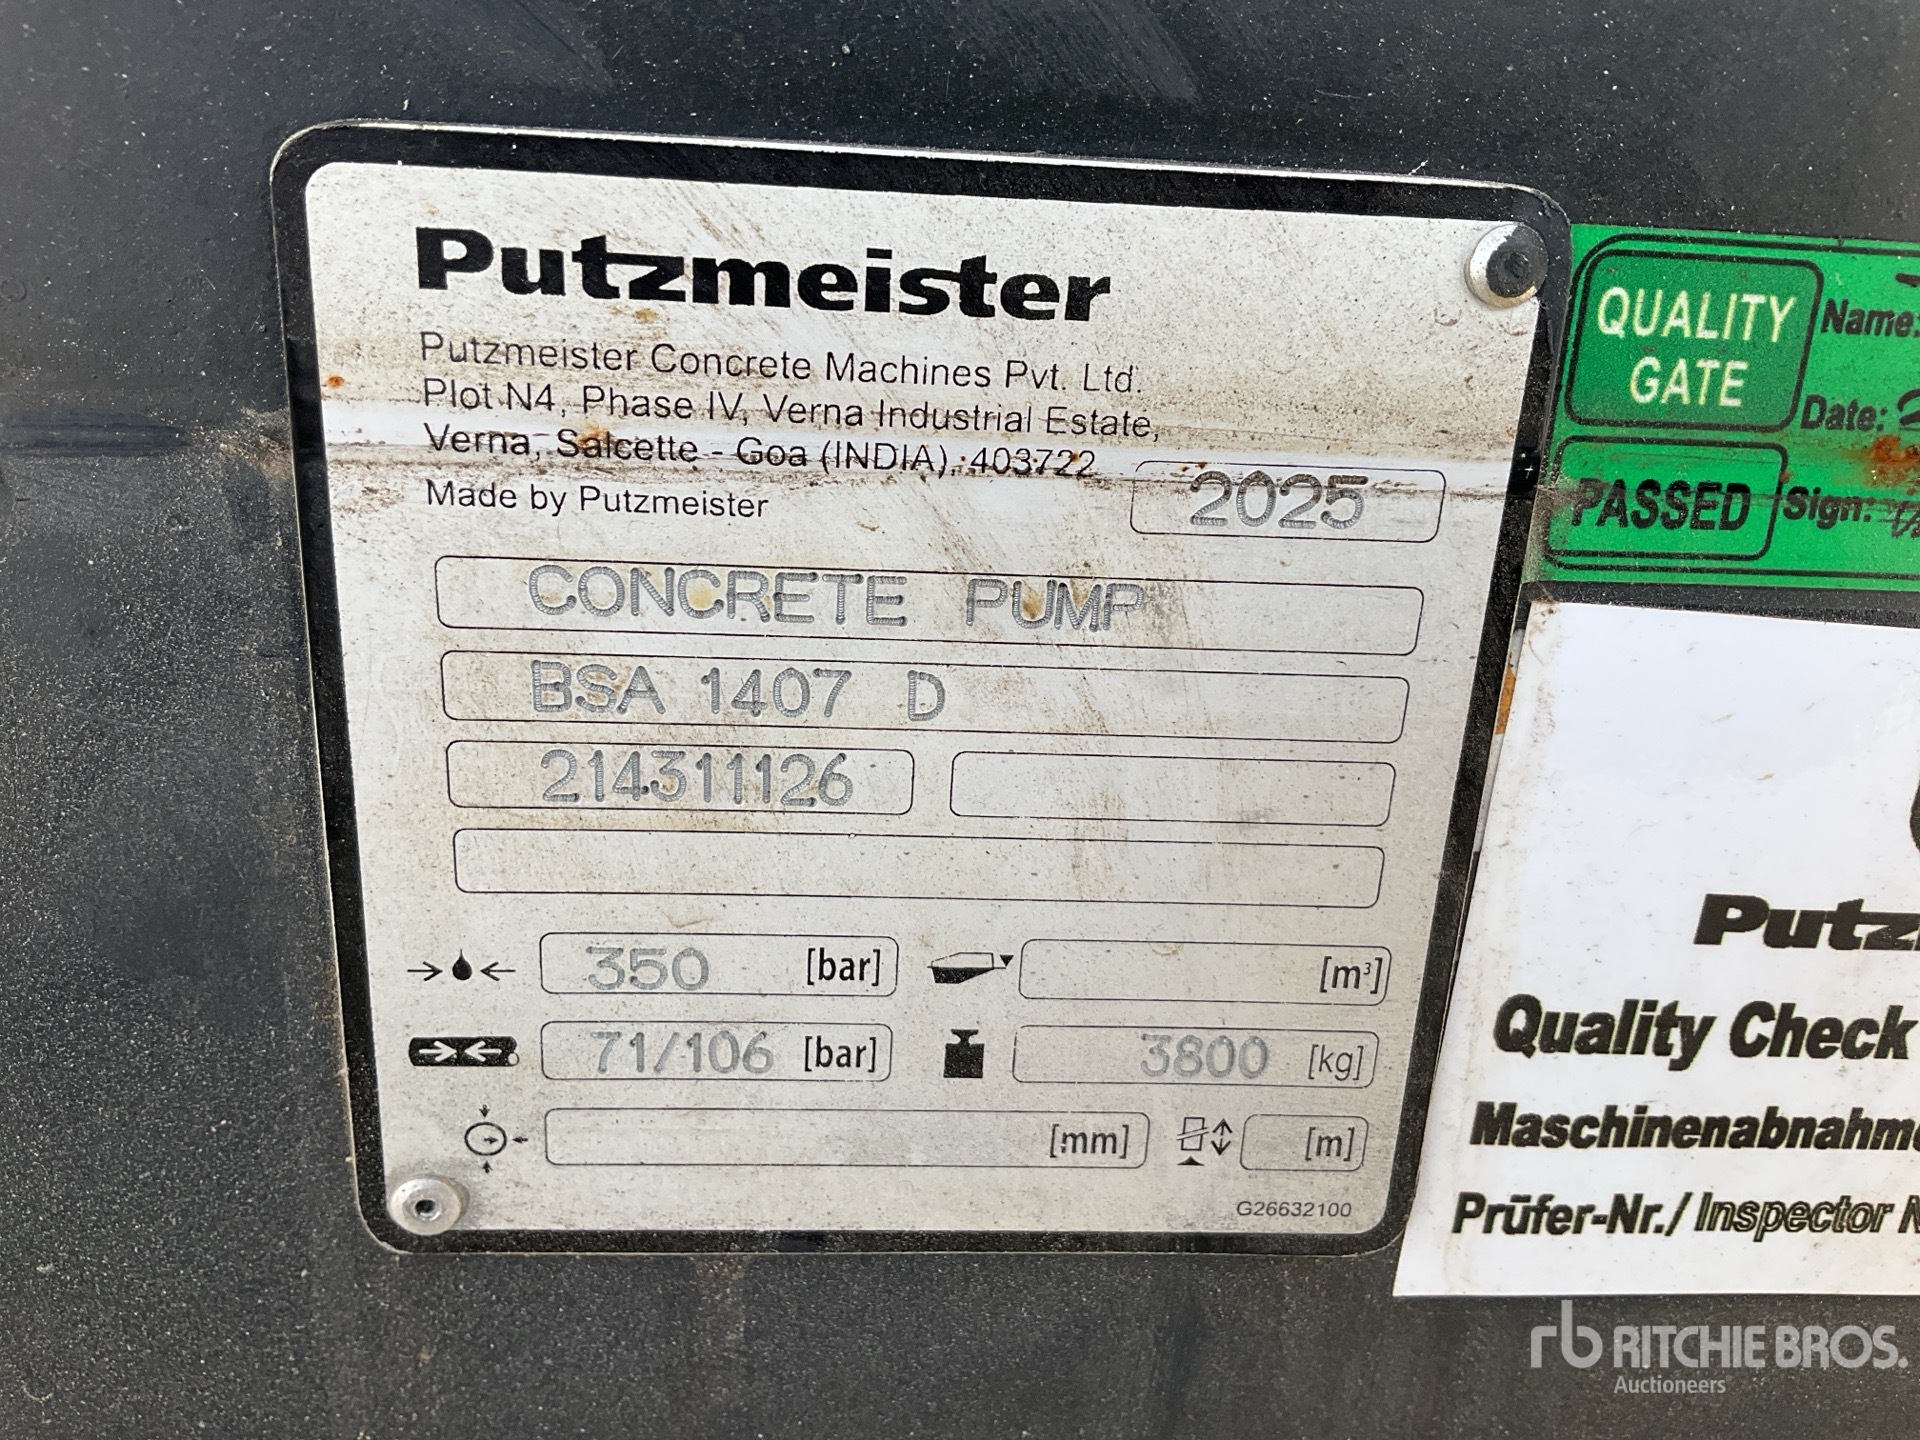 Putzmeister
Putzmeister Concrete Machines Pvt. Ltd.
Plot N4, Phase IV, Verna Industrial Estate,
Verna, Salcette - Goa (INDIA), 403722
Made by Putzmeister
2025
CONCRETE PUMP
BSA 1407 D
214311126
350 [bar]
[m³]
71/106 [bar]
3800 [kg]
[mm]
[m]
G26632100
QUALITY
GATE
Name:
Date:
PASSED
Sign:
Quality Check
Prüfer-Nr./Inspector
rb RITCHIE BROS.
Auctioneers